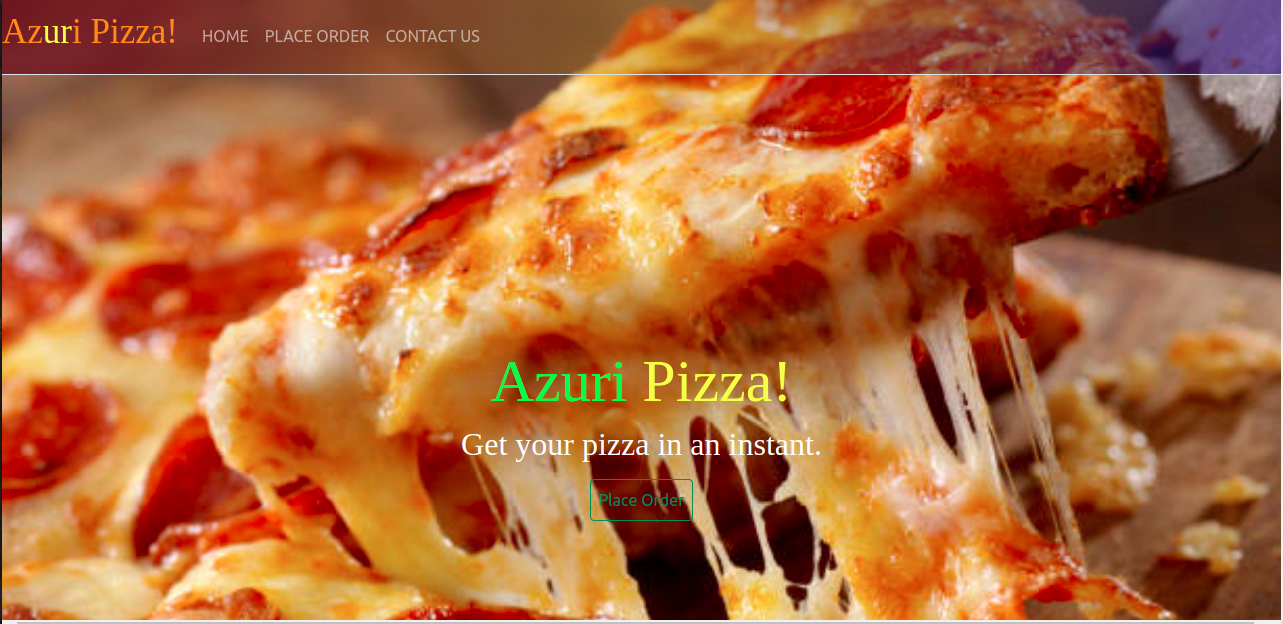 Azuri Pizza! HOME PLACE ORDER CONTACT US
Azuri Pizza!
Get your pizza in an instant.
Place Order